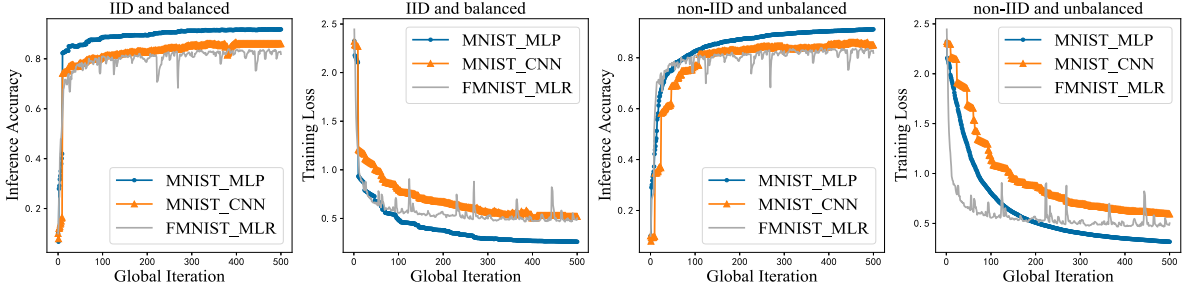 IID and balanced
Inference Accuracy
0.8
0.6
0.4
0.2
MNIST_MLP
MNIST_CNN
FMNIST_MLR
0 100 200 300 400 500
Global Iteration
IID and balanced
Training Loss
2.5
2.0
1.5
1.0
0.5
MNIST_MLP
MNIST_CNN
FMNIST_MLR
0 100 200 300 400 500
Global Iteration
non-IID and unbalanced
Inference Accuracy
0.8
0.6
0.4
0.2
MNIST_MLP
MNIST_CNN
FMNIST_MLR
0 100 200 300 400 500
Global Iteration
non-IID and unbalanced
Training Loss
2.5
2.0
1.5
1.0
0.5
MNIST_MLP
MNIST_CNN
FMNIST_MLR
0 100 200 300 400 500
Global Iteration